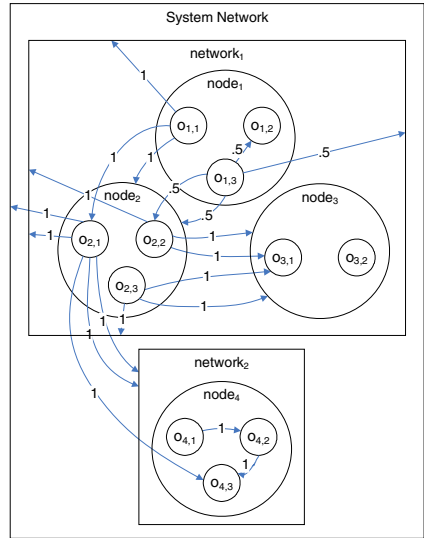 System Network
network₁
1
node₁
o₁,₁
o₁,₂
1
1
.5
.5
o₁,₃
1
node₂
.5
.5
node₃
1
1
o₂,₁
o₂,₂
1
1
o₃,₁
o₃,₂
o₂,₃
1
1
1
1
1
network₂
node₄
1
o₄,₁
1
o₄,₂
1
o₄,₃